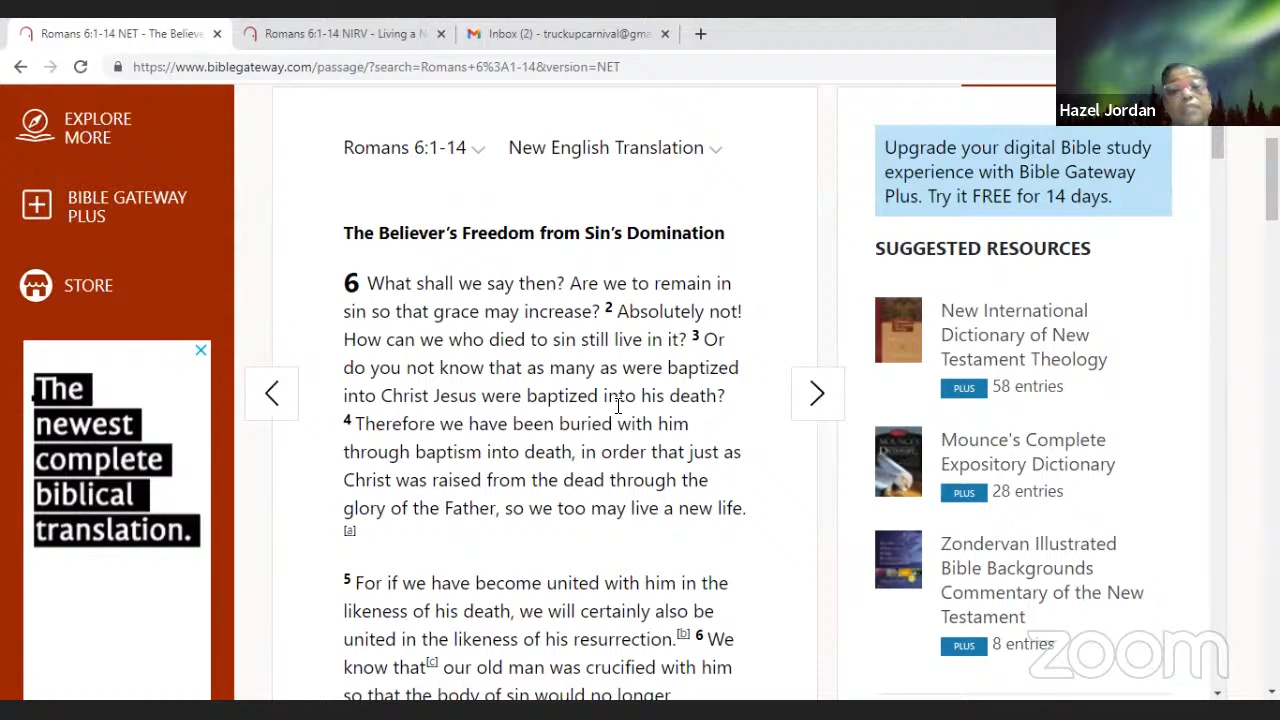 Romans 6:1-14 NET - The Believe
Romans 6:1-14 NIRV - Living a N
Inbox (2) - truckupcarnival@gma
https://www.biblegateway.com/passage/?search=Romans+6%3A1-14&version=NET
Hazel Jordan
EXPLORE
MORE
BIBLE GATEWAY
PLUS
STORE
The
newest
complete
biblical
translation.
Romans 6:1-14
New English Translation
The Believer’s Freedom from Sin’s Domination
6 What shall we say then? Are we to remain in
sin so that grace may increase? 2 Absolutely not!
How can we who died to sin still live in it? 3 Or
do you not know that as many as were baptized
into Christ Jesus were baptized into his death?
4 Therefore we have been buried with him
through baptism into death, in order that just as
Christ was raised from the dead through the
glory of the Father, so we too may live a new life.
[a]
5 For if we have become united with him in the
likeness of his death, we will certainly also be
united in the likeness of his resurrection.[b] 6 We
know that[c] our old man was crucified with him
so that the body of sin would no longer
Upgrade your digital Bible study
experience with Bible Gateway
Plus. Try it FREE for 14 days.
SUGGESTED RESOURCES
New International
Dictionary of New
Testament Theology
PLUS 58 entries
Mounce's Complete
Expository Dictionary
PLUS 28 entries
Zondervan Illustrated
Bible Backgrounds
Commentary of the New
Testament
PLUS 8 entries
zoom